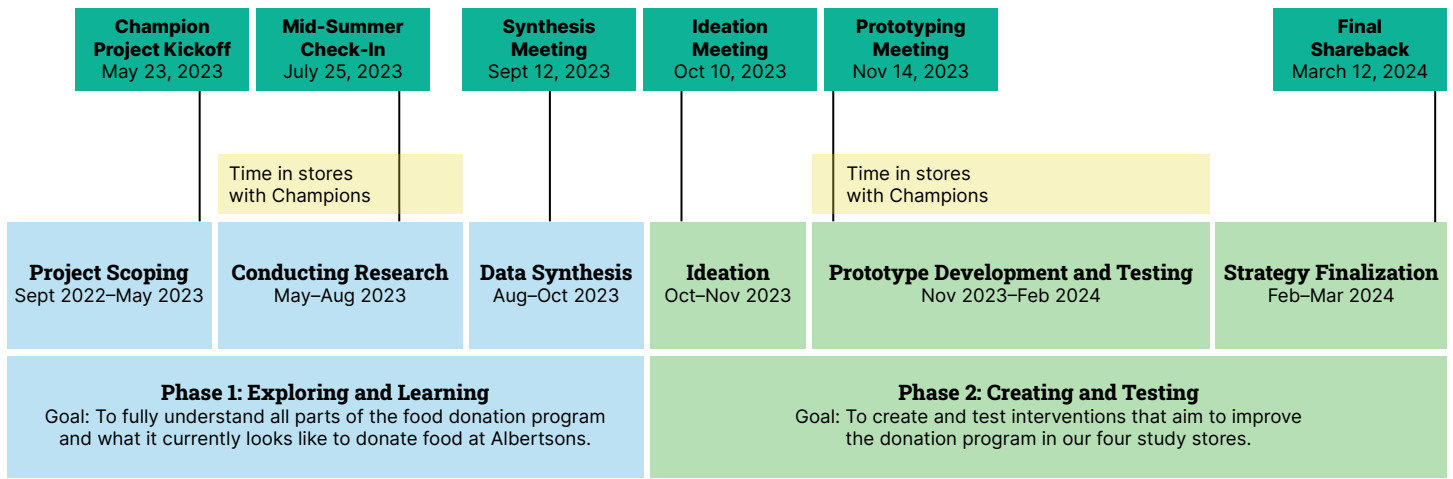 Champion
Project Kickoff
May 23, 2023
Mid-Summer
Check-In
July 25, 2023
Synthesis
Meeting
Sept 12, 2023
Ideation
Meeting
Oct 10, 2023
Prototyping
Meeting
Nov 14, 2023
Final
Shareback
March 12, 2024
Time in stores
with Champions
Time in stores
with Champions
Project Scoping
Sept 2022–May 2023
Conducting Research
May–Aug 2023
Data Synthesis
Aug–Oct 2023
Ideation
Oct–Nov 2023
Prototype Development and Testing
Nov 2023–Feb 2024
Strategy Finalization
Feb–Mar 2024
Phase 1: Exploring and Learning
Goal: To fully understand all parts of the food donation program
and what it currently looks like to donate food at Albertsons.
Phase 2: Creating and Testing
Goal: To create and test interventions that aim to improve
the donation program in our four study stores.